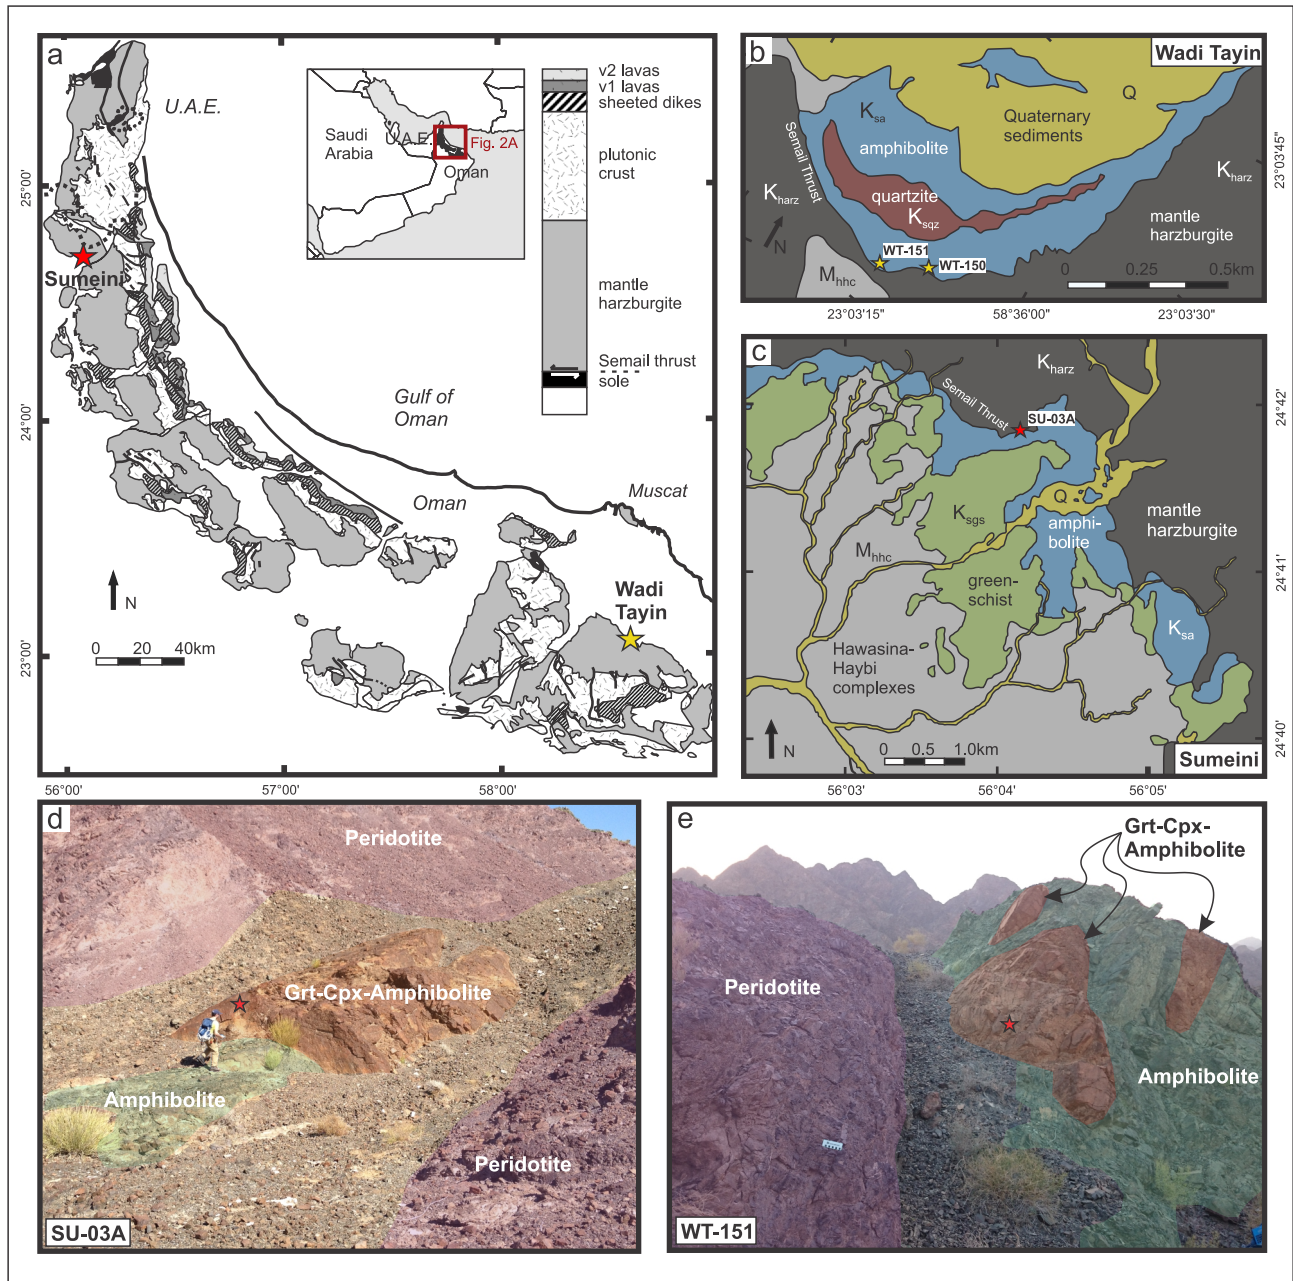 a
U.A.E.
Sumeini
Gulf of
Oman
Oman
Muscat
Wadi
Tayin
N
0 20 40km
25°00'
24°00'
23°00'
56°00'
57°00'
58°00'
Saudi
Arabia
U.A.E.
Fig. 2A
Oman
v2 lavas
v1 lavas
sheeted dikes
plutonic
crust
mantle
harzburgite
Semail thrust
sole
b
Wadi Tayin
Ksa
Q
Quaternary
sediments
amphibolite
Semail Thrust
Kharz
quartzite
Ksqz
Kharz
mantle
harzburgite
N
WT-151
WT-150
Mhhc
0 0.25 0.5km
23°03'45"
23°03'15"
58°36'00"
23°03'30"
c
Kharz
Semail Thrust
SU-03A
Q
Ksgs
mantle
harzburgite
amphi-
bolite
Mhhc
green-
schist
Ksa
Hawasina-
Haybi
complexes
N
0 0.5 1.0km
Sumeini
24°42'
24°41'
24°40'
56°03'
56°04'
56°05'
d
Peridotite
Grt-Cpx-Amphibolite
Amphibolite
Peridotite
SU-03A
e
Grt-Cpx-
Amphibolite
Peridotite
Amphibolite
WT-151